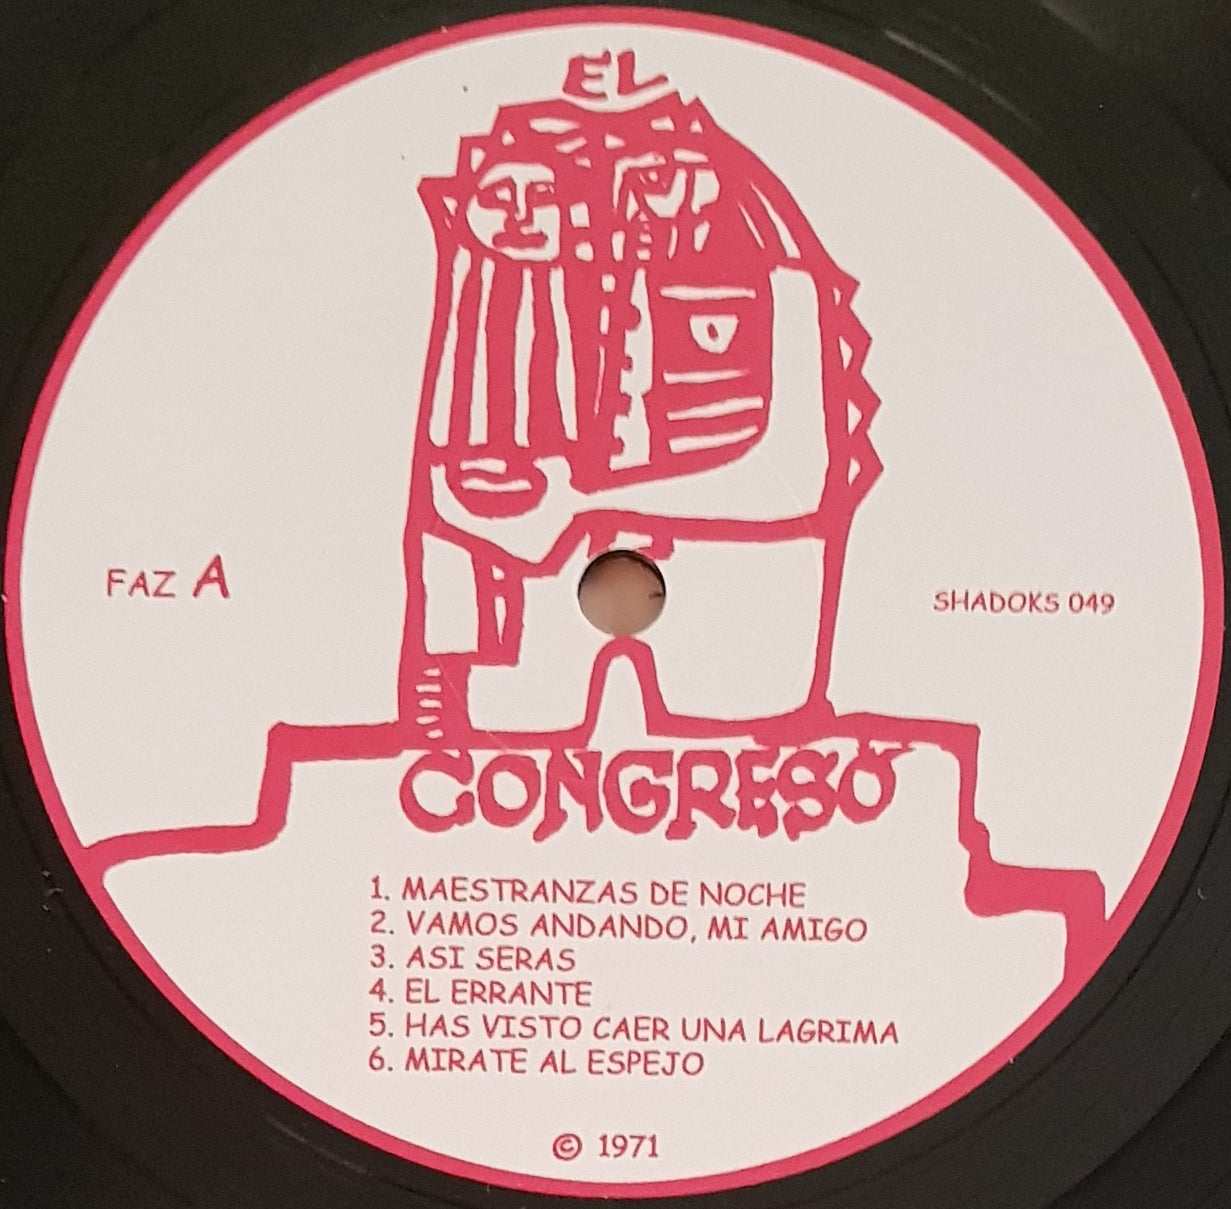 EL
FAZ A
SHADOKS 049
CONGRESO
1. MAESTRANZAS DE NOCHE
2. VAMOS ANDANDO, MI AMIGO
3. ASI SERAS
4. EL ERRANTE
5. HAS VISTO CAER UNA LAGRIMA
6. MIRATE AL ESPEJO
© 1971